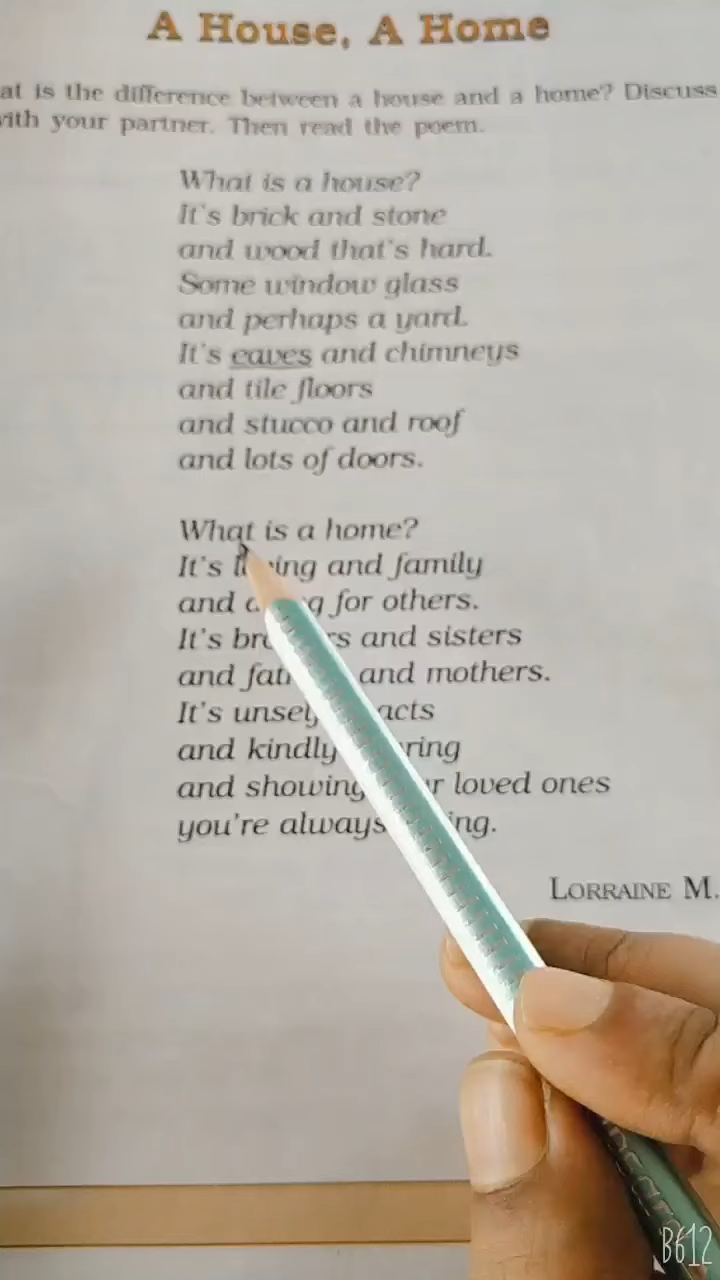 A House, A Home
at is the difference between a house and a home? Discuss
with your partner. Then read the poem.
What is a house?
It's brick and stone
and wood that's hard.
Some window glass
and perhaps a yard.
It's eaves and chimneys
and tile floors
and stucco and roof
and lots of doors.
What is a home?
It's loving and family
and doing for others.
It's brothers and sisters
and fathers and mothers.
It's unselfish acts
and kindly sharing
and showing your loved ones
you're always caring.
LORRAINE M.
B612